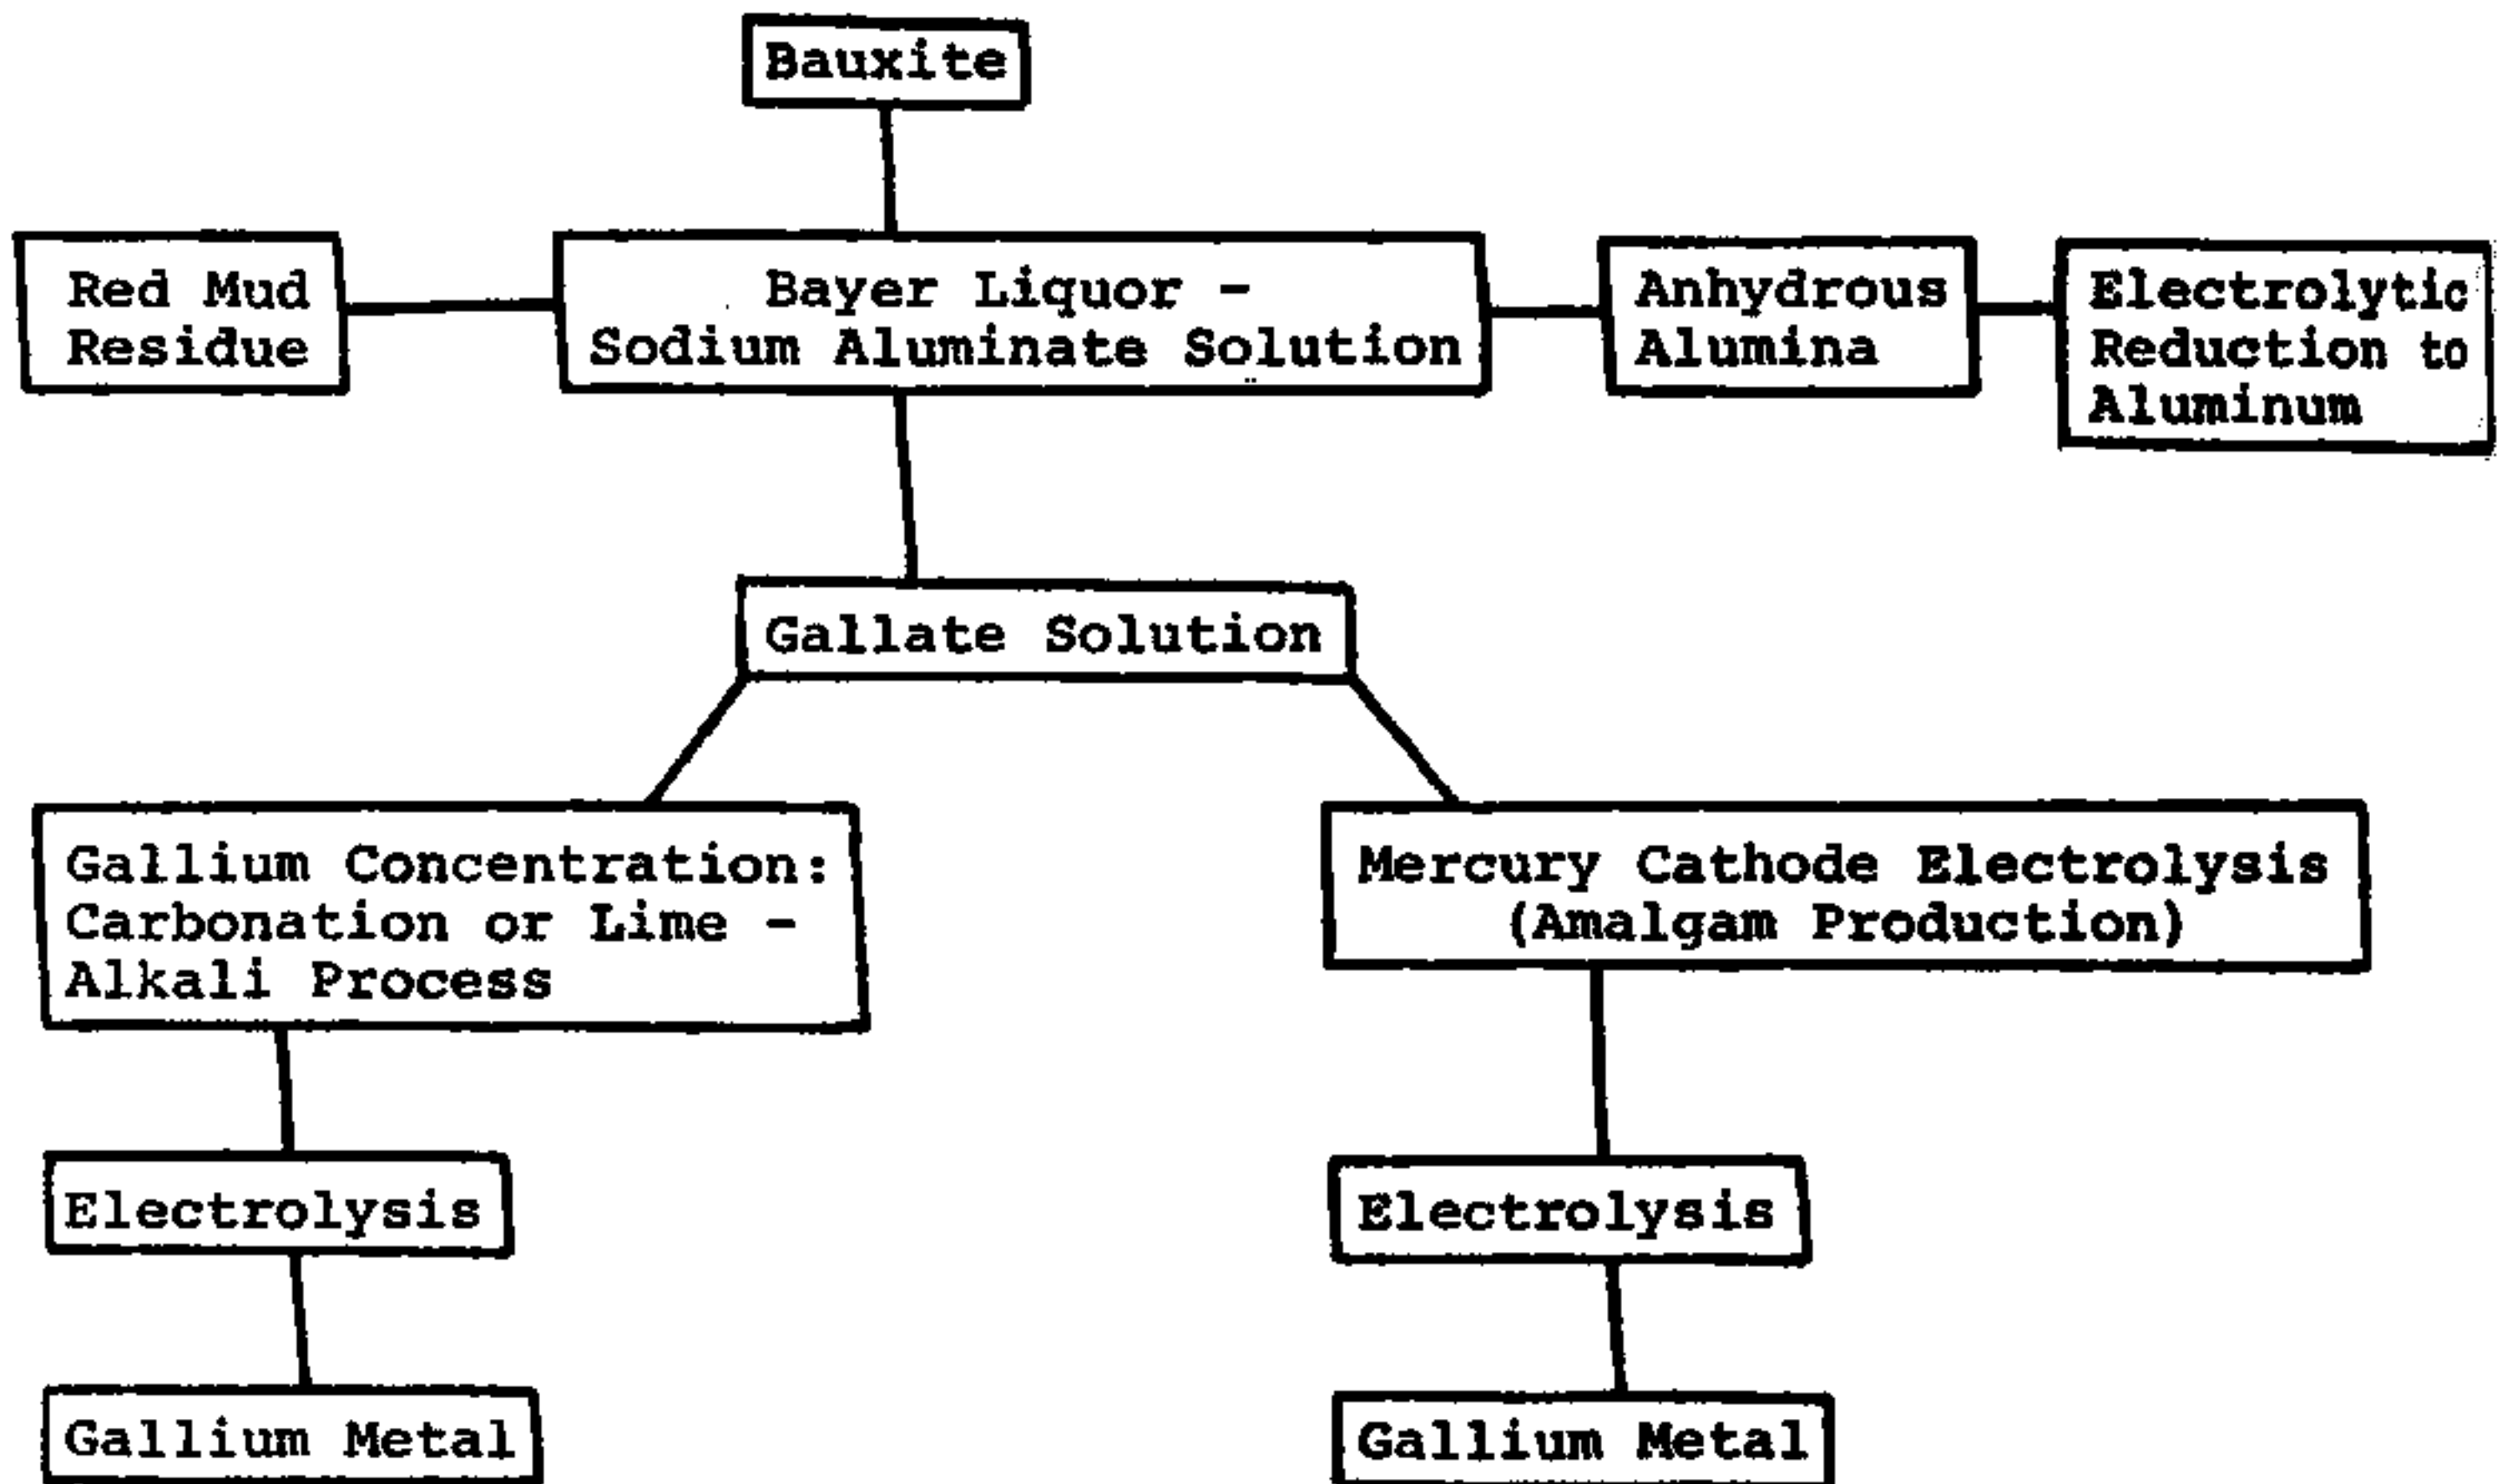 Bauxite
Red Mud
Residue
Bayer Liquor -
Sodium Aluminate Solution
Anhydrous
Alumina
Electrolytic
Reduction to
Aluminum
Gallate Solution
Gallium Concentration:
Carbonation or Lime -
Alkali Process
Mercury Cathode Electrolysis
(Amalgam Production)
Electrolysis
Electrolysis
Gallium Metal
Gallium Metal